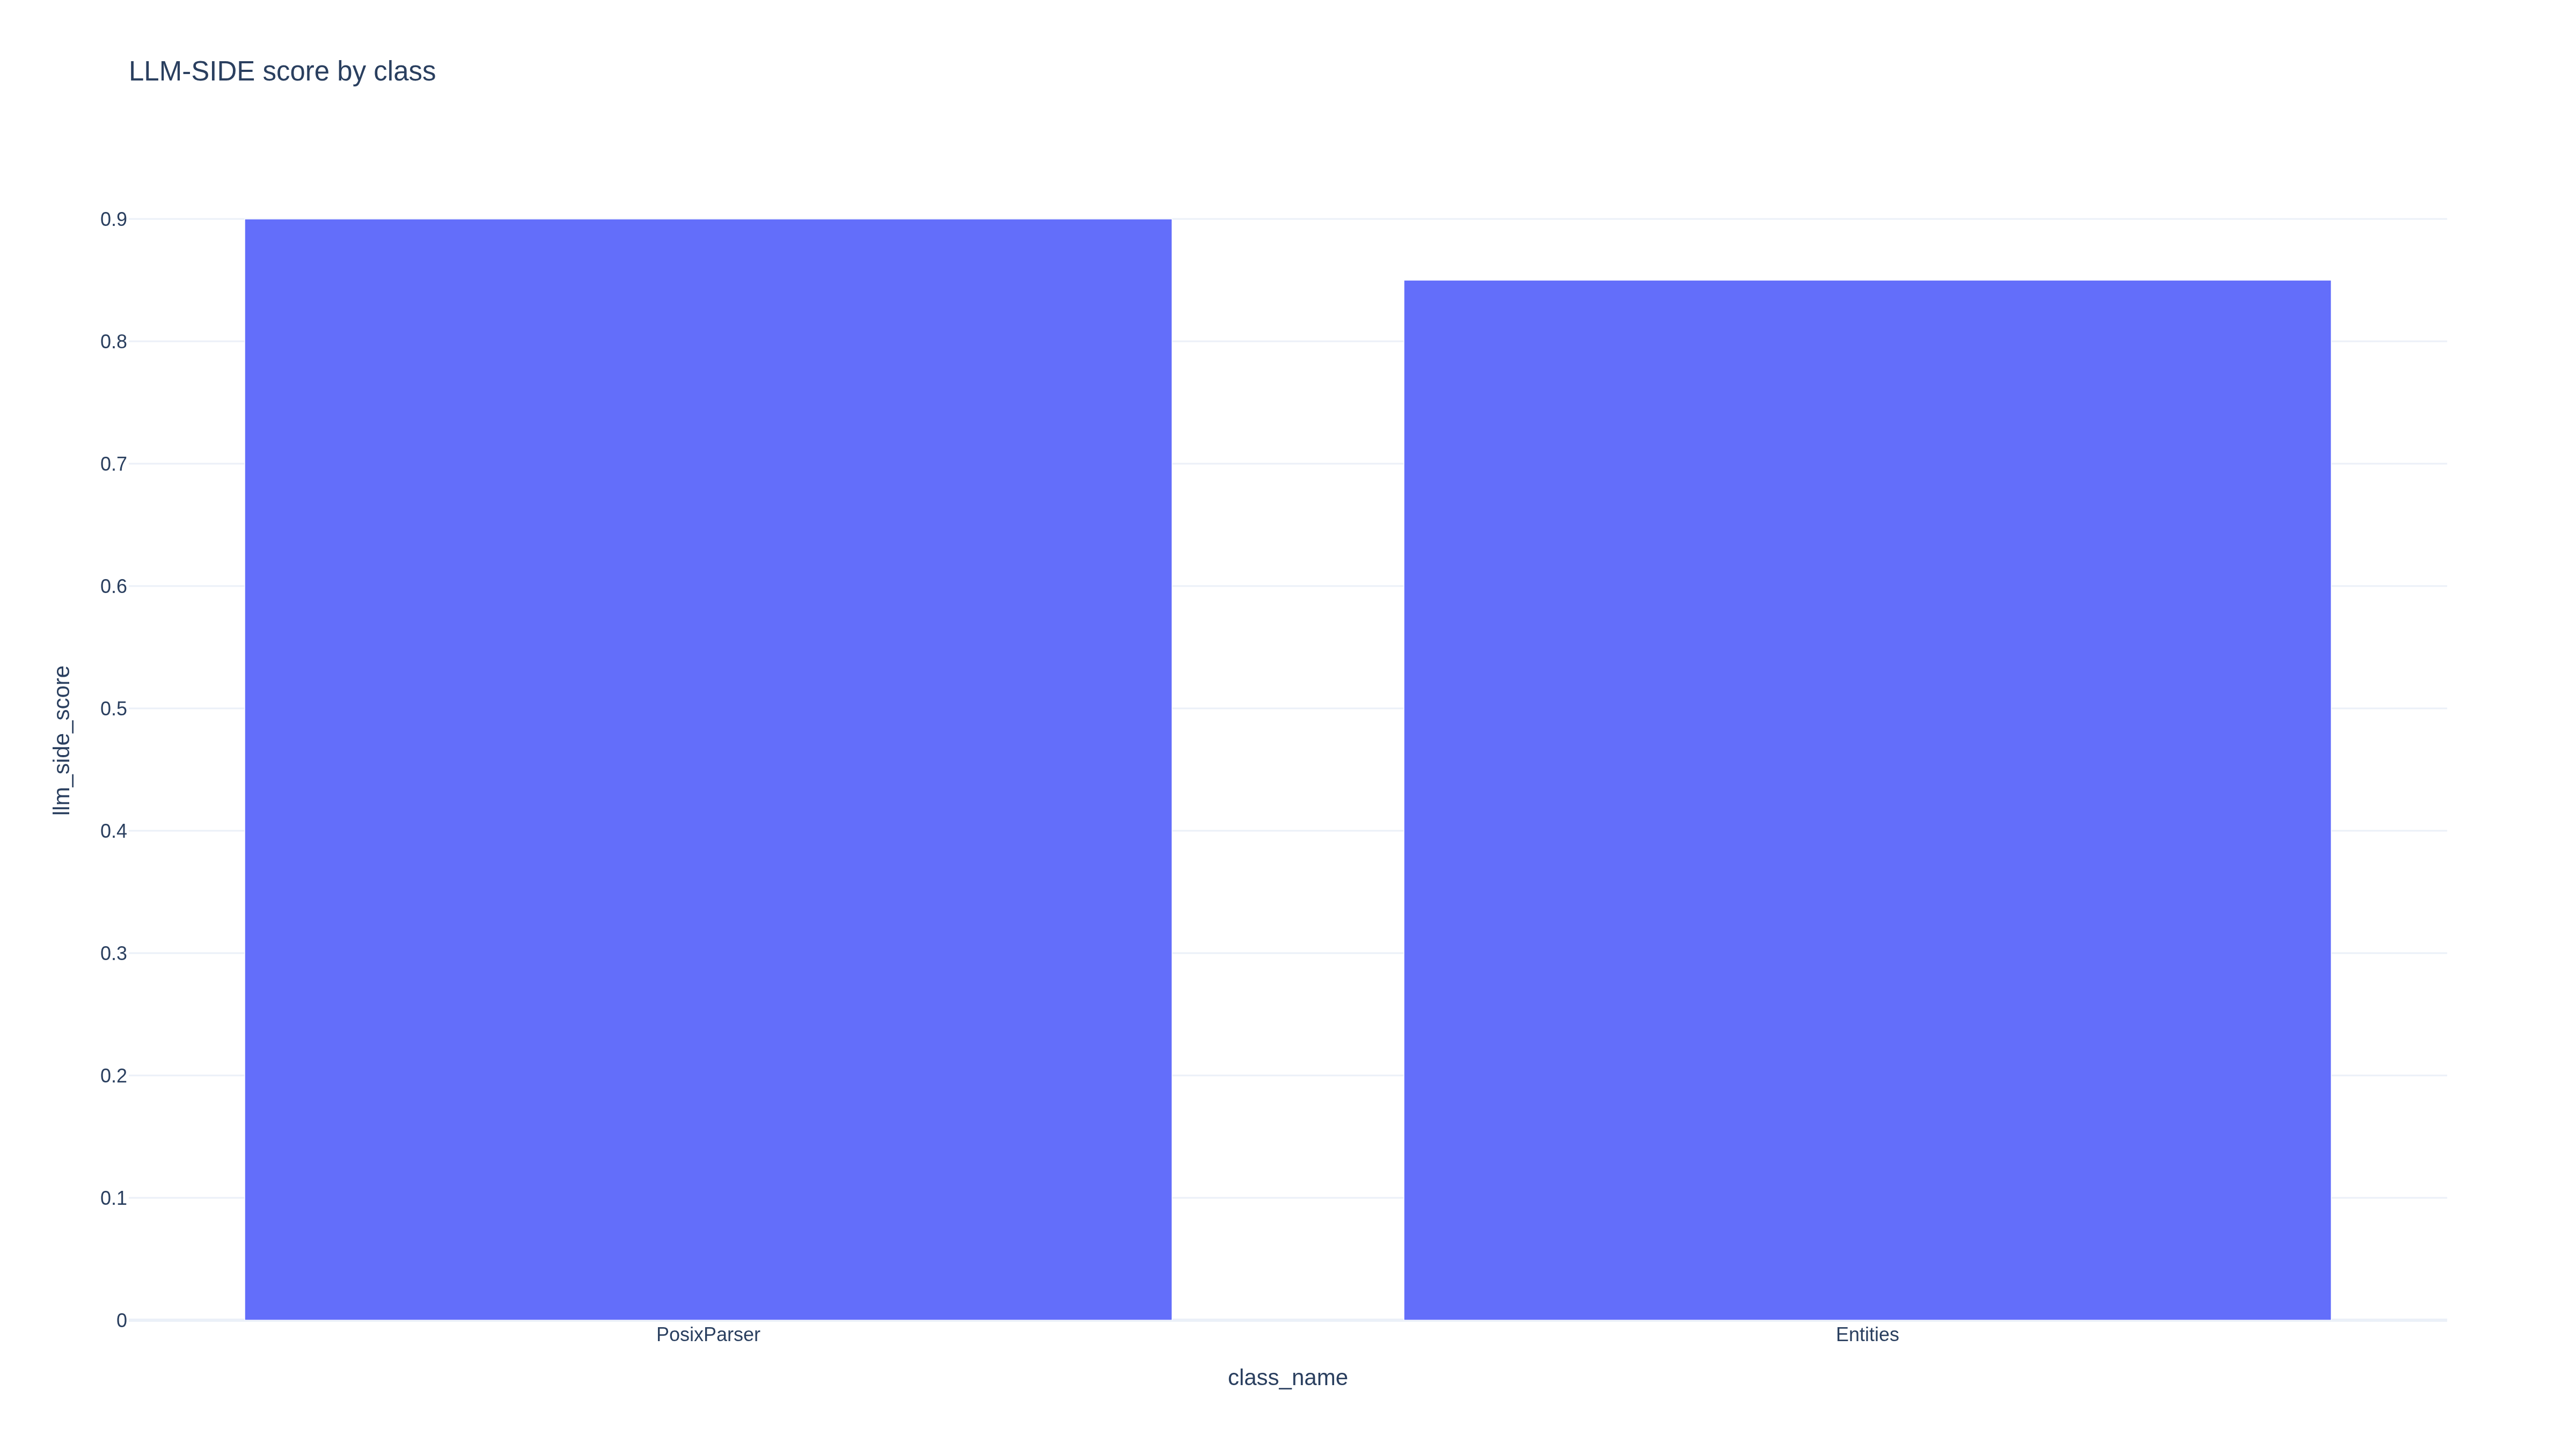 LLM-SIDE score by class
llm_side_score
0.9
0.8
0.7
0.6
0.5
0.4
0.3
0.2
0.1
0
PosixParser
Entities
class_name